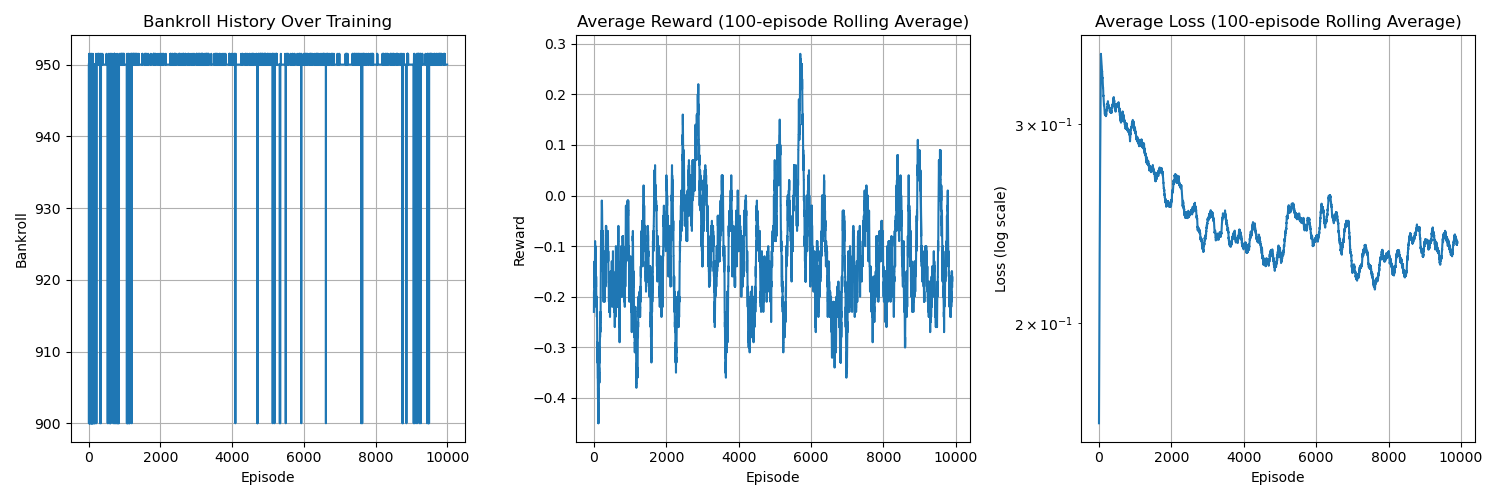 Bankroll History Over Training
Bankroll
950
940
930
920
910
900
0 2000 4000 6000 8000 10000
Episode
Average Reward (100-episode Rolling Average)
Reward
0.3
0.2
0.1
0.0
−0.1
−0.2
−0.3
−0.4
0 2000 4000 6000 8000 10000
Episode
Average Loss (100-episode Rolling Average)
Loss (log scale)
3 × 10⁻¹
2 × 10⁻¹
0 2000 4000 6000 8000 10000
Episode